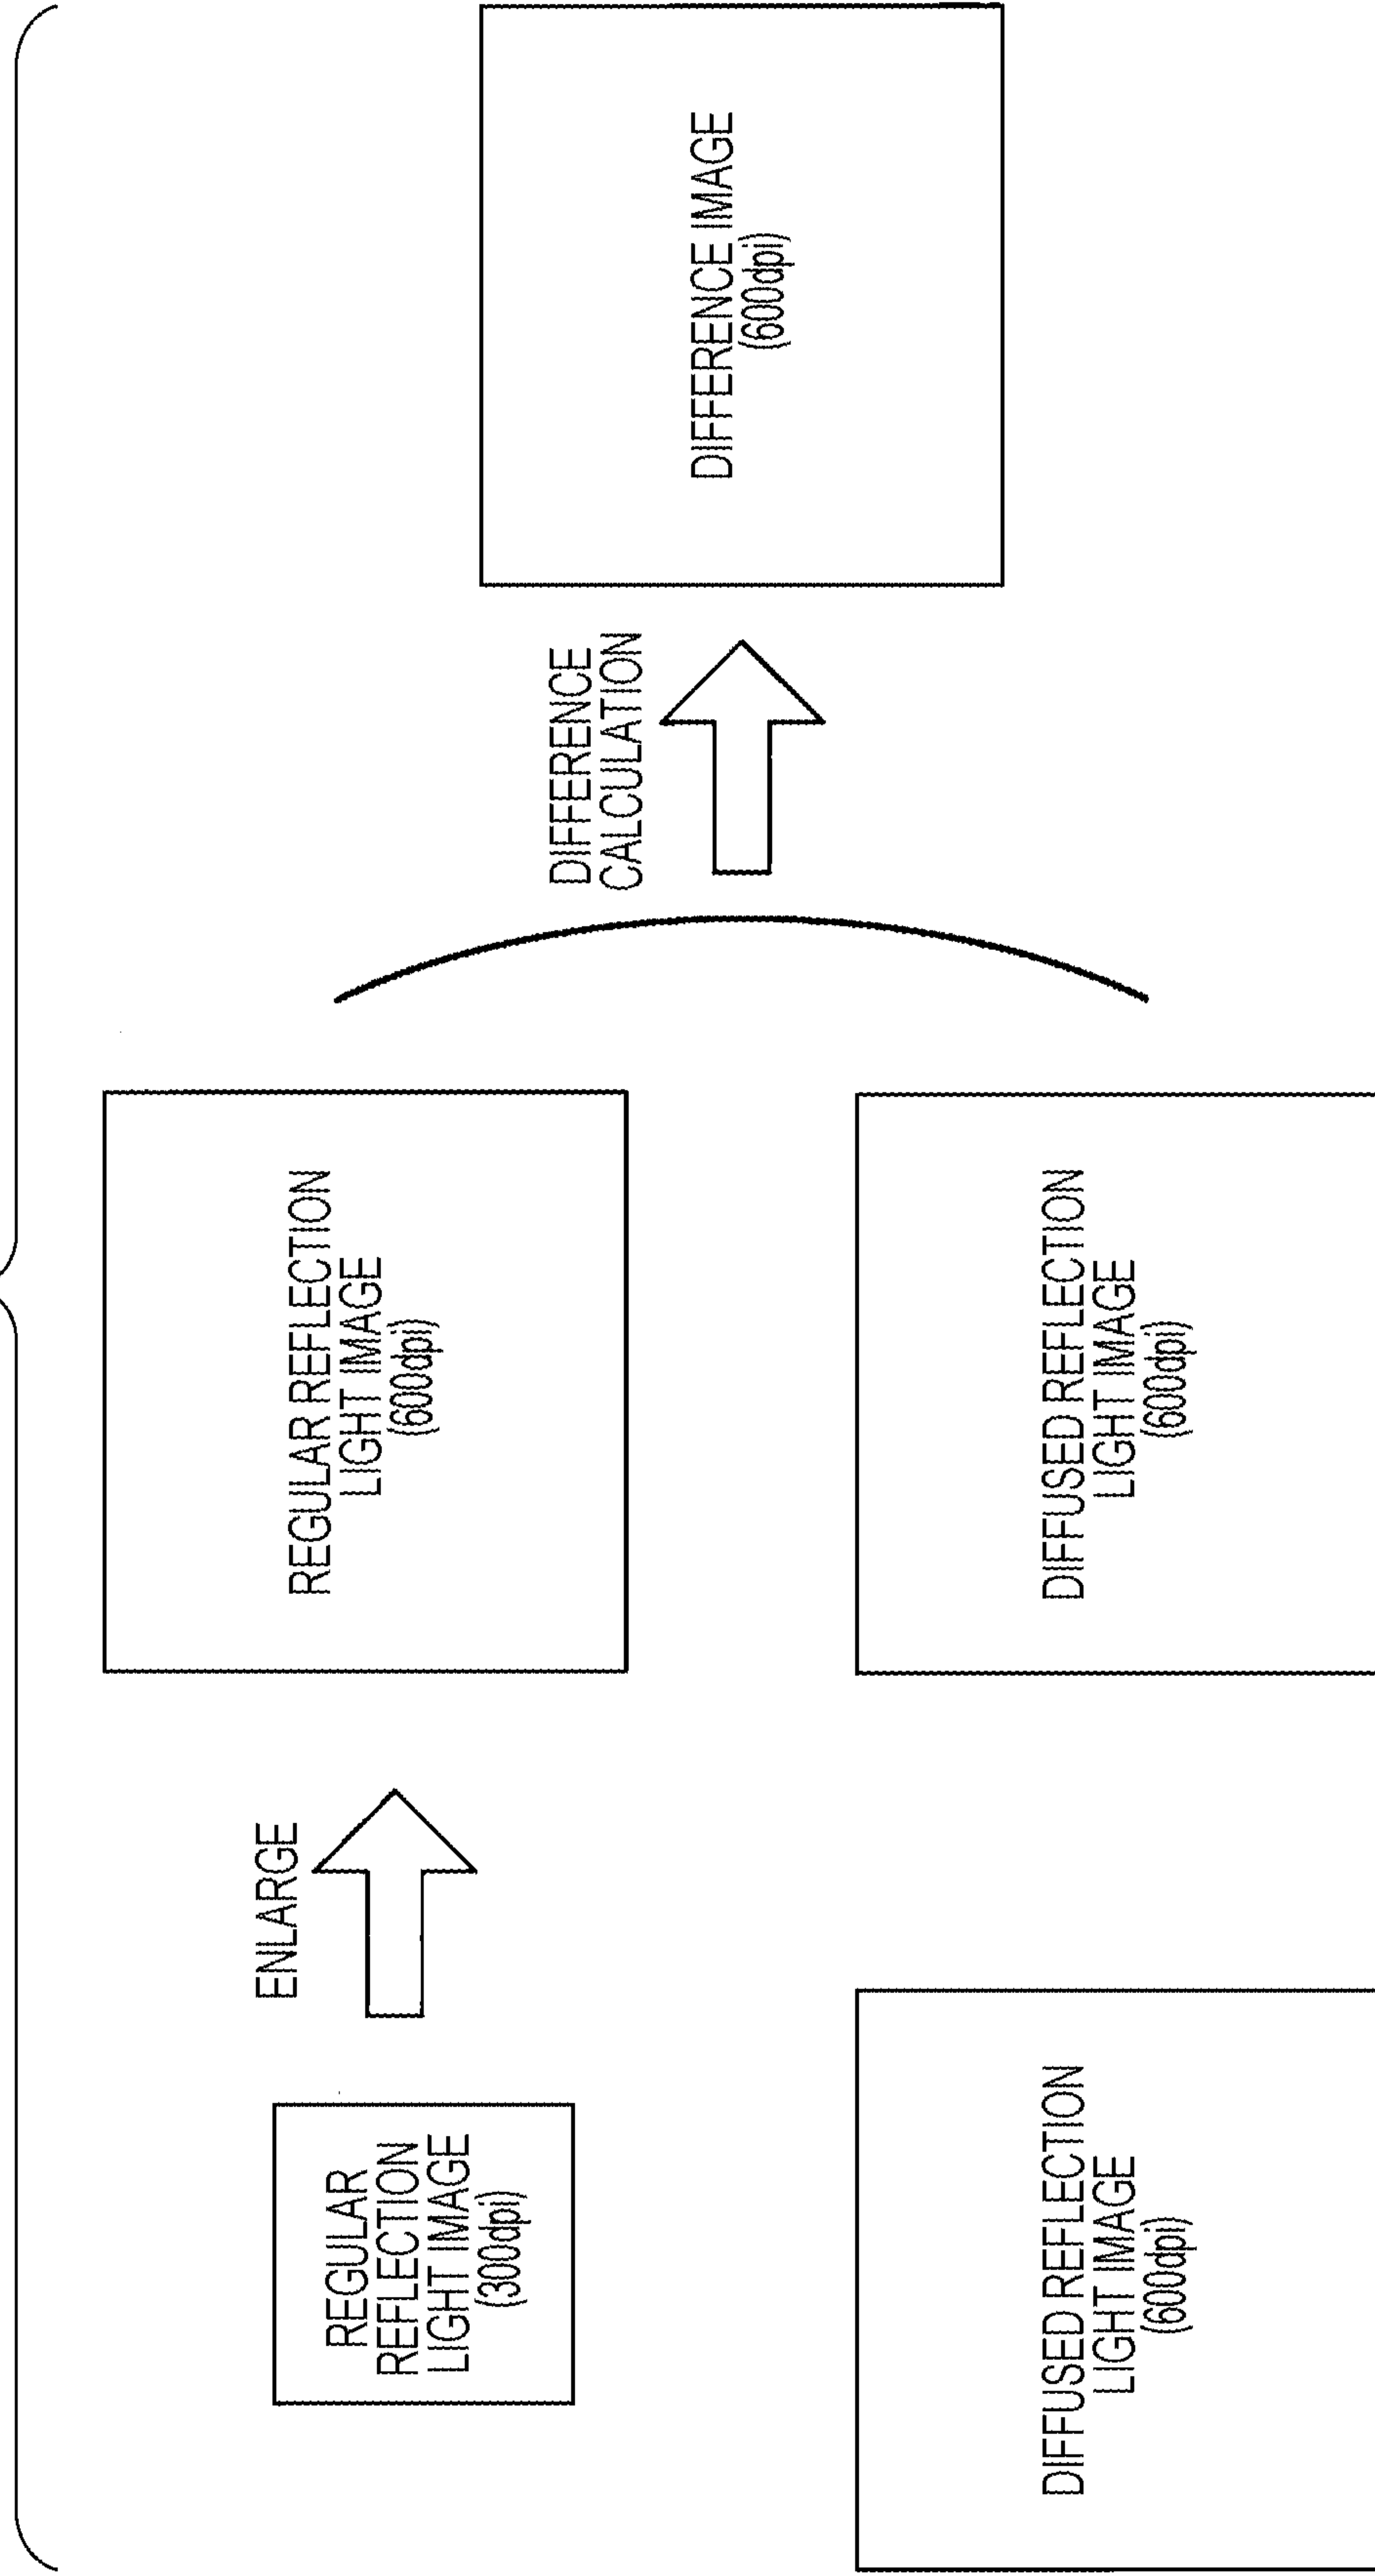 REGULAR
REFLECTION
LIGHT IMAGE
(300dpi)
ENLARGE
REGULAR REFLECTION
LIGHT IMAGE
(600dpi)
DIFFUSED REFLECTION
LIGHT IMAGE
(600dpi)
DIFFUSED REFLECTION
LIGHT IMAGE
(600dpi)
DIFFERENCE
CALCULATION
DIFFERENCE IMAGE
(600dpi)